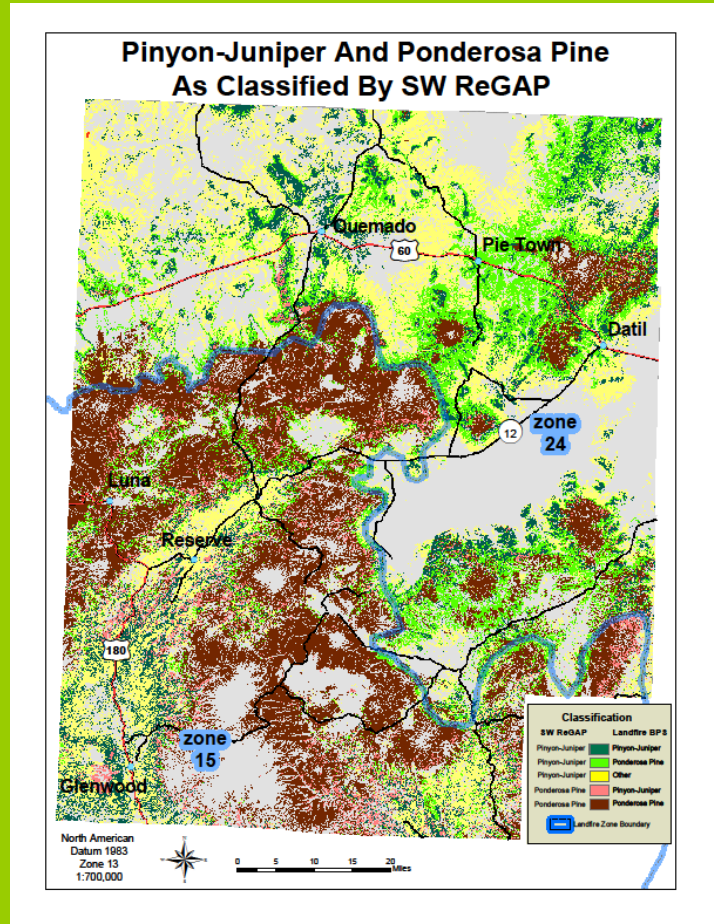 Pinyon-Juniper And Ponderosa Pine
As Classified By SW ReGAP
Quemado
60
Pie Town
Datil
12
zone
24
Luna
Reserve
180
zone
15
Glenwood
Classification
SW ReGAP Landfire BPS
Pinyon-Juniper Pinyon-Juniper
Pinyon-Juniper Ponderosa Pine
Pinyon-Juniper Other
Ponderosa Pine Pinyon-Juniper
Ponderosa Pine Ponderosa Pine
Landfire Zone Boundary
North American
Datum 1983
Zone 13
1:700,000
0 5 10 15 20
Miles